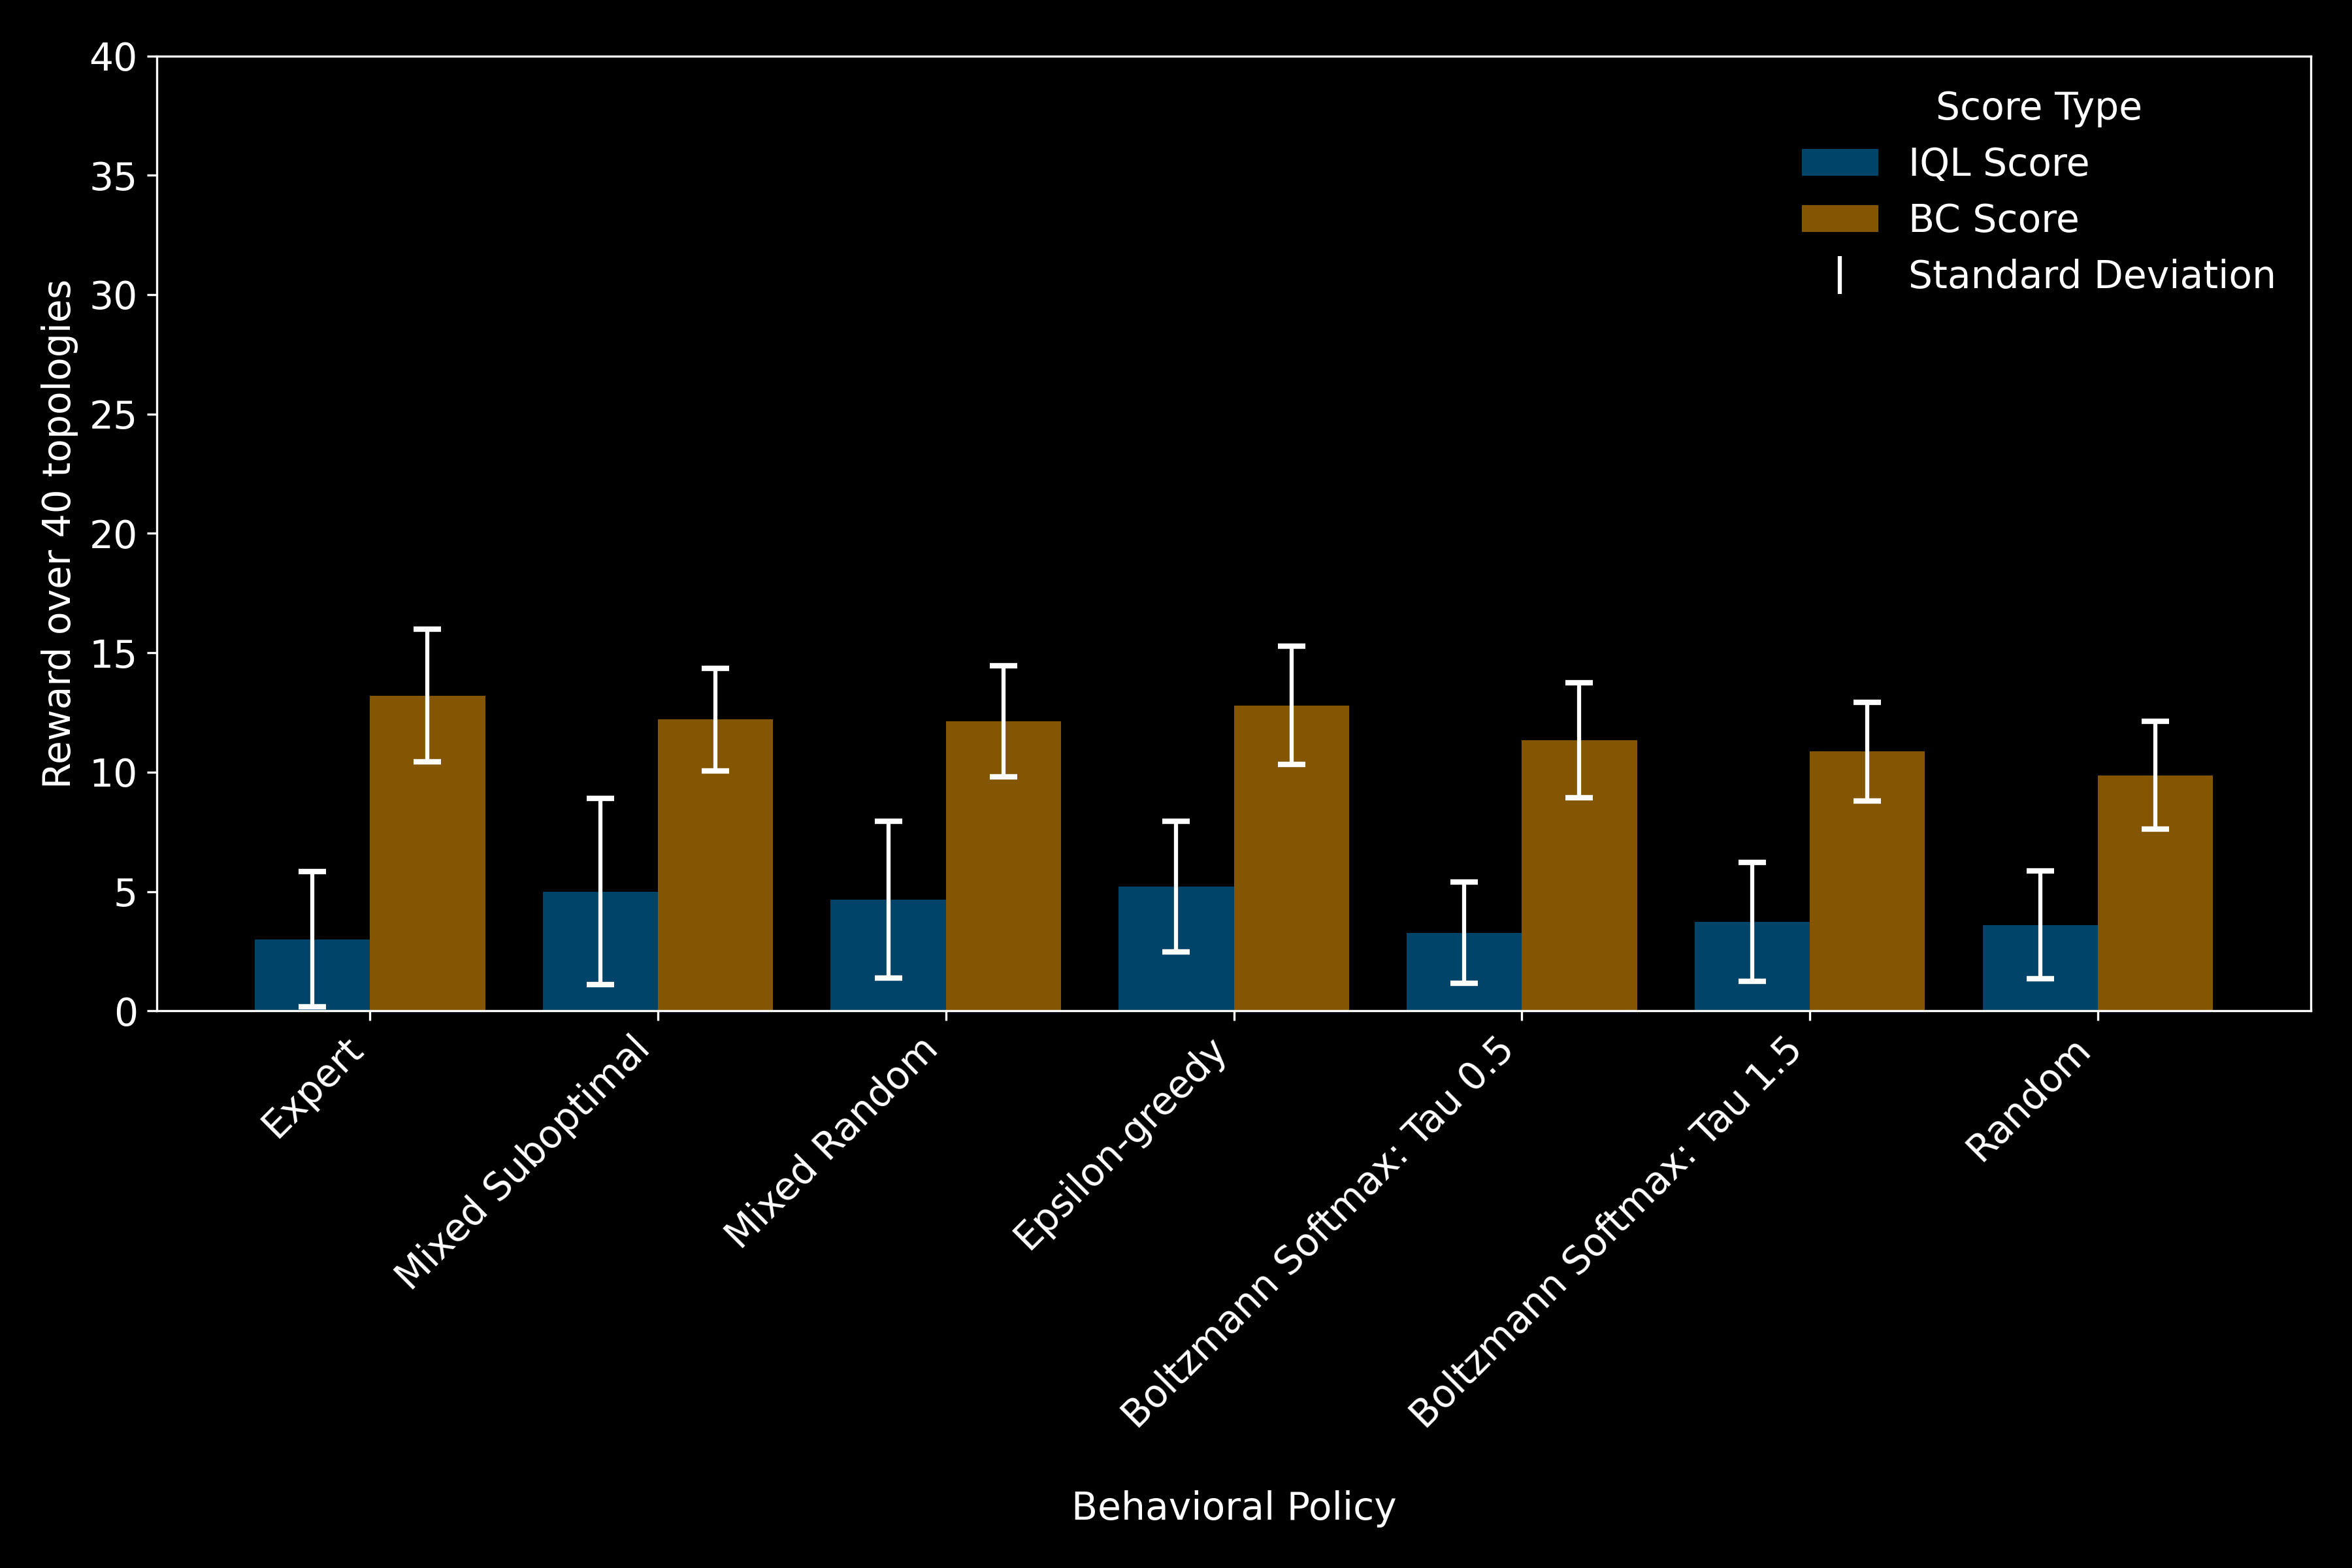 40
35
30
25
20
15
10
5
0
Reward over 40 topologies
Score Type
IQL Score
BC Score
Standard Deviation
Expert
Mixed Suboptimal
Mixed Random
Epsilon-greedy
Boltzmann Softmax: Tau 0.5
Boltzmann Softmax: Tau 1.5
Random
Behavioral Policy